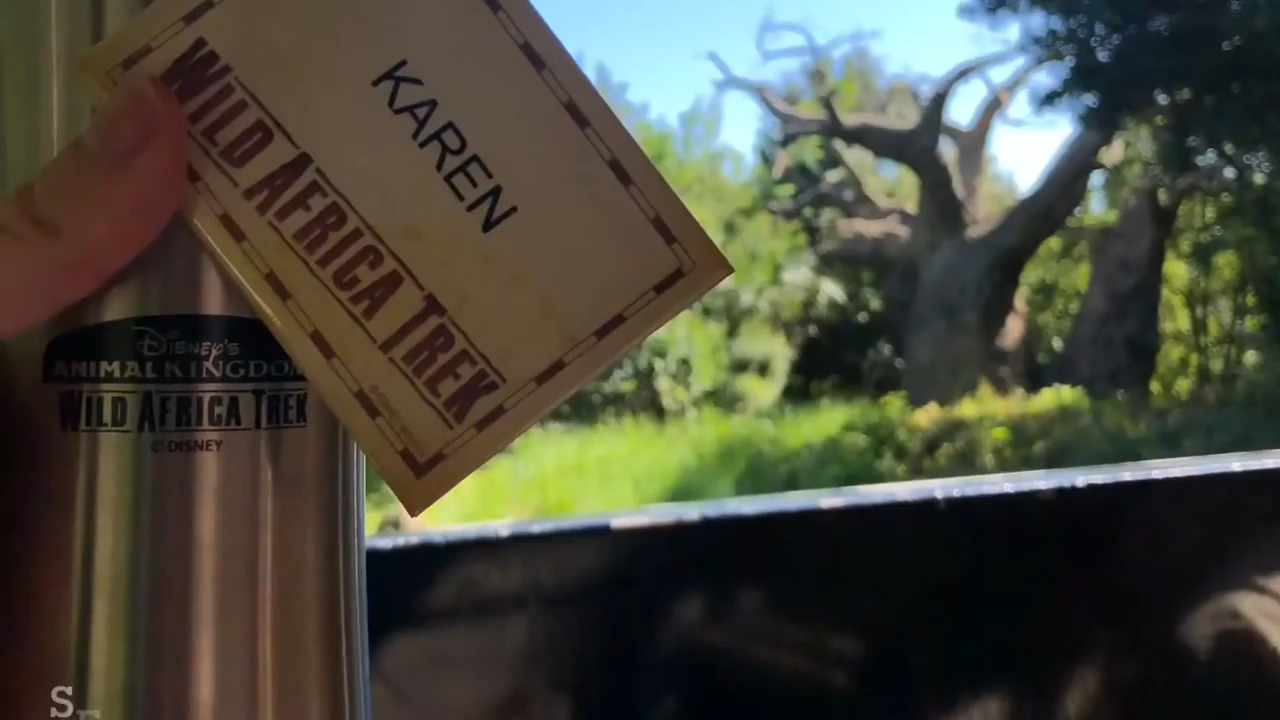 KAREN
WILD AFRICA TREK
DISNEY'S
ANIMAL KINGDOM
WILD AFRICA TREK
© DISNEY
S